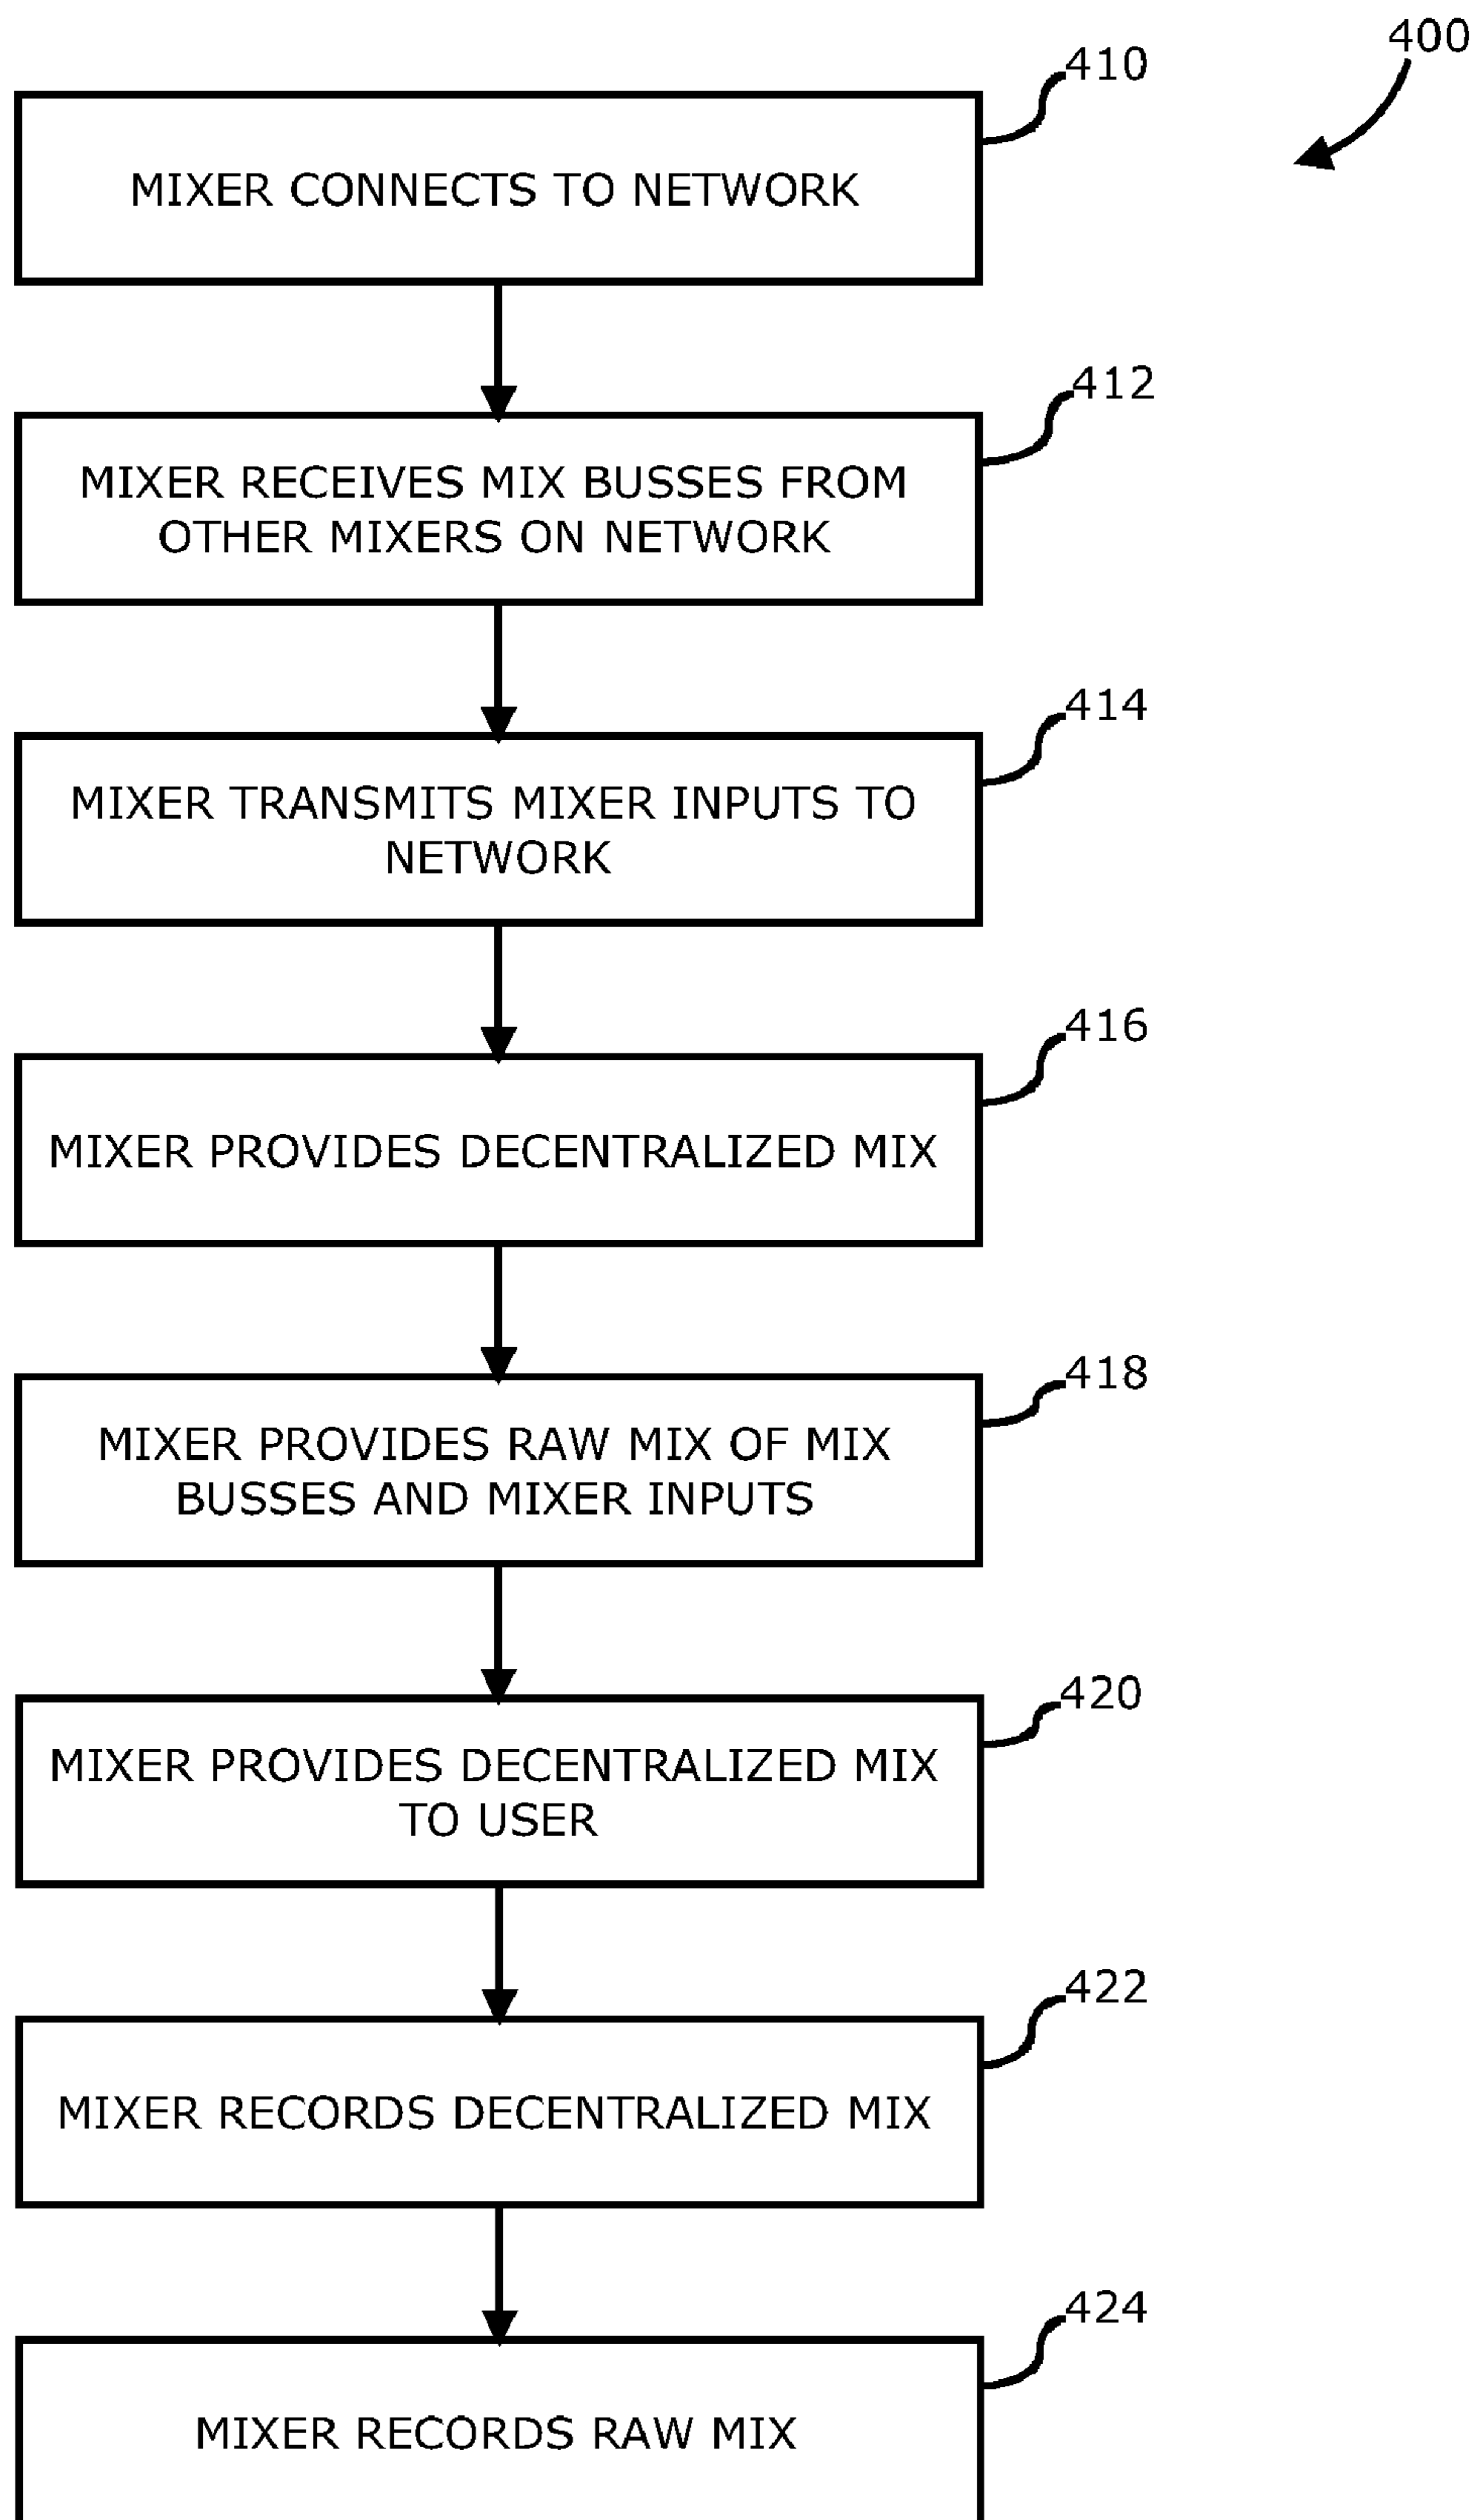 400
410
MIXER CONNECTS TO NETWORK
412
MIXER RECEIVES MIX BUSSES FROM
OTHER MIXERS ON NETWORK
414
MIXER TRANSMITS MIXER INPUTS TO
NETWORK
416
MIXER PROVIDES DECENTRALIZED MIX
418
MIXER PROVIDES RAW MIX OF MIX
BUSSES AND MIXER INPUTS
420
MIXER PROVIDES DECENTRALIZED MIX
TO USER
422
MIXER RECORDS DECENTRALIZED MIX
424
MIXER RECORDS RAW MIX